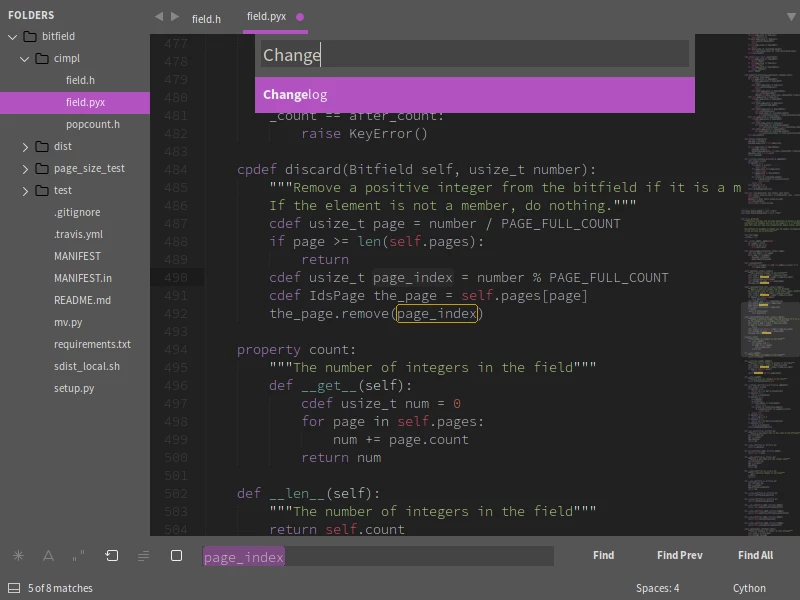 FOLDERS
bitfield
cimpl
field.h
field.pyx
popcount.h
dist
page_size_test
test
.gitignore
.travis.yml
MANIFEST
MANIFEST.in
README.md
mv.py
requirements.txt
sdist_local.sh
setup.py
field.h
field.pyx
Change
Changelog
477
478
479
480
481 _count == after_count:
482 raise KeyError()
483
484 cpdef discard(Bitfield self, usize_t number):
485 """Remove a positive integer from the bitfield if it is a m
486 If the element is not a member, do nothing."""
487 cdef usize_t page = number / PAGE_FULL_COUNT
488 if page >= len(self.pages):
489 return
490 cdef usize_t page_index = number % PAGE_FULL_COUNT
491 cdef IdsPage the_page = self.pages[page]
492 the_page.remove(page_index)
493
494 property count:
495 """The number of integers in the field"""
496 def __get__(self):
497 cdef usize_t num = 0
498 for page in self.pages:
499 num += page.count
500 return num
501
502 def __len__(self):
503 """The number of integers in the field"""
504 return self.count
page_index
Find
Find Prev
Find All
5 of 8 matches
Spaces: 4
Cython